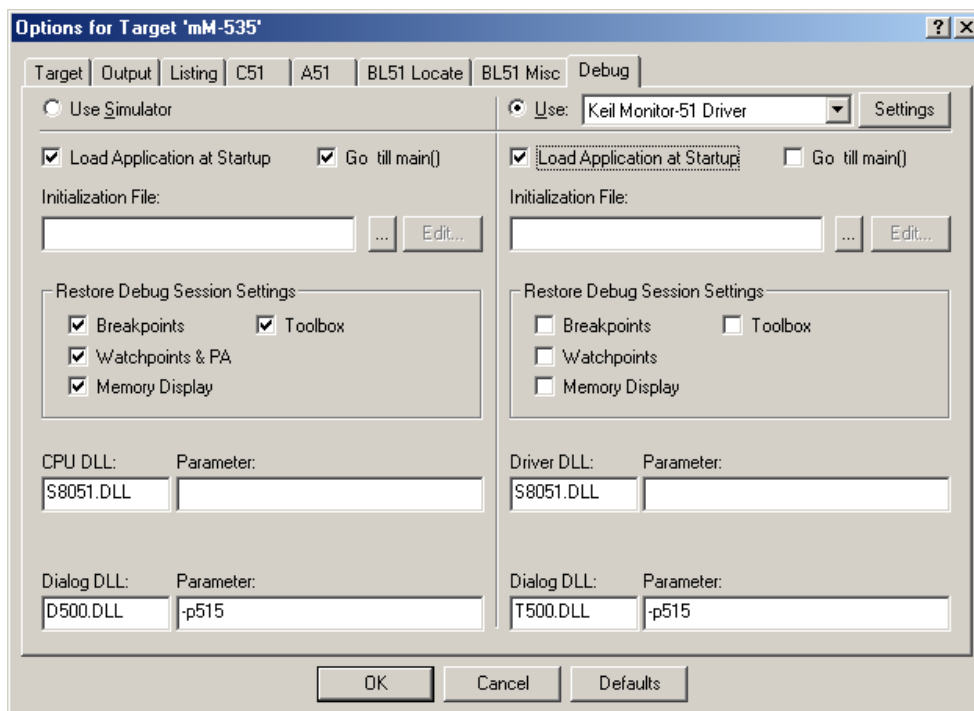 Options for Target 'mM-535'
Target Output Listing C51 A51 BL51 Locate BL51 Misc Debug
Use Simulator
Use: Keil Monitor-51 Driver Settings
Load Application at Startup Go till main()
Load Application at Startup Go till main()
Initialization File:
Initialization File:
... Edit...
... Edit...
Restore Debug Session Settings
Breakpoints Toolbox
Watchpoints & PA
Memory Display
Restore Debug Session Settings
Breakpoints Toolbox
Watchpoints
Memory Display
CPU DLL: Parameter:
S8051.DLL
Driver DLL: Parameter:
S8051.DLL
Dialog DLL: Parameter:
D500.DLL -p515
Dialog DLL: Parameter:
T500.DLL -p515
OK Cancel Defaults